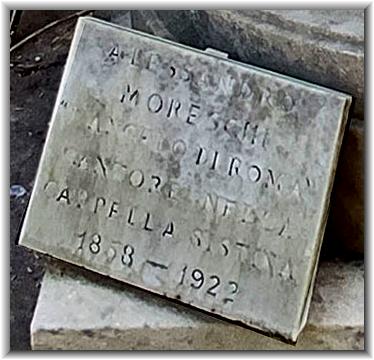 ALESSANDRO
MORESCHI
"L'ANGELO DI ROMA"
CANTORE NELLA
CAPPELLA SISTINA
1858 - 1922